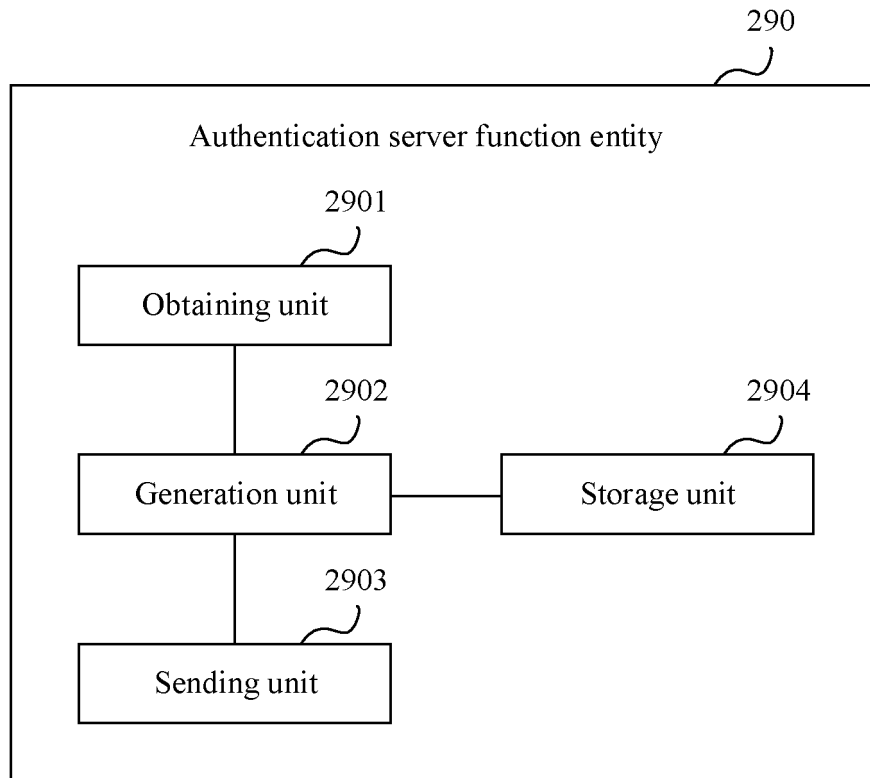 290
Authentication server function entity
2901
Obtaining unit
2902
2904
Generation unit
Storage unit
2903
Sending unit